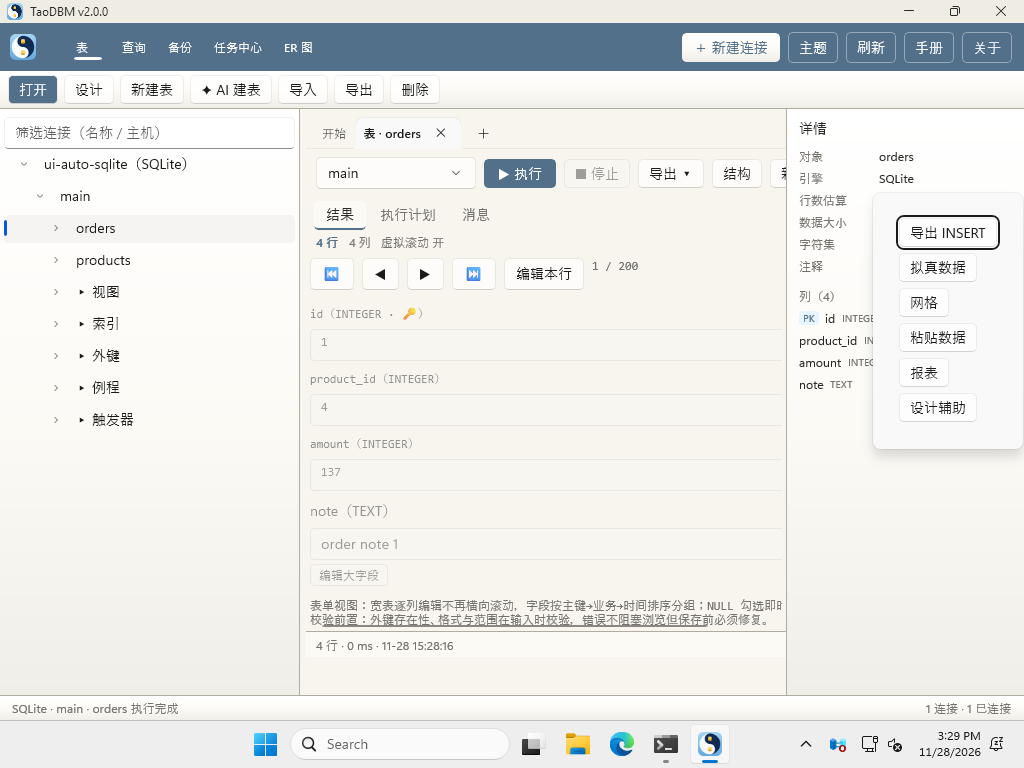 TaoDBM v2.0.0
表 查询 备份 任务中心 ER 图 + 新建连接 主题 刷新 手册 关于
打开 设计 新建表 ✦ AI 建表 导入 导出 删除
筛选连接（名称 / 主机）
ui-auto-sqlite（SQLite）
main
orders
products
▸ 视图
▸ 索引
▸ 外键
▸ 例程
▸ 触发器
开始 表 · orders
main ▶ 执行 ■ 停止 导出 ▾ 结构
结果 执行计划 消息
4 行 4 列 虚拟滚动 开
⏮ ◀ ▶ ⏭ 编辑本行 1 / 200
id（INTEGER · 🔑）
1
product_id（INTEGER）
4
amount（INTEGER）
137
note（TEXT）
order note 1
编辑大字段
表单视图：宽表逐列编辑不再横向滚动，字段按主键→业务→时间排序分组；NULL 勾选即时
校验前置：外键存在性、格式与范围在输入时校验，错误不阻塞浏览但保存前必须修复。
4 行 · 0 ms · 11-28 15:28:16
详情
对象 orders
引擎 SQLite
行数估算
数据大小
字符集
注释
列（4）
PK id INTEGE
product_id IN
amount INTEG
note TEXT
导出 INSERT
拟真数据
网格
粘贴数据
报表
设计辅助
SQLite · main · orders 执行完成 1 连接 · 1 已连接
Search
3:29 PM
11/28/2026